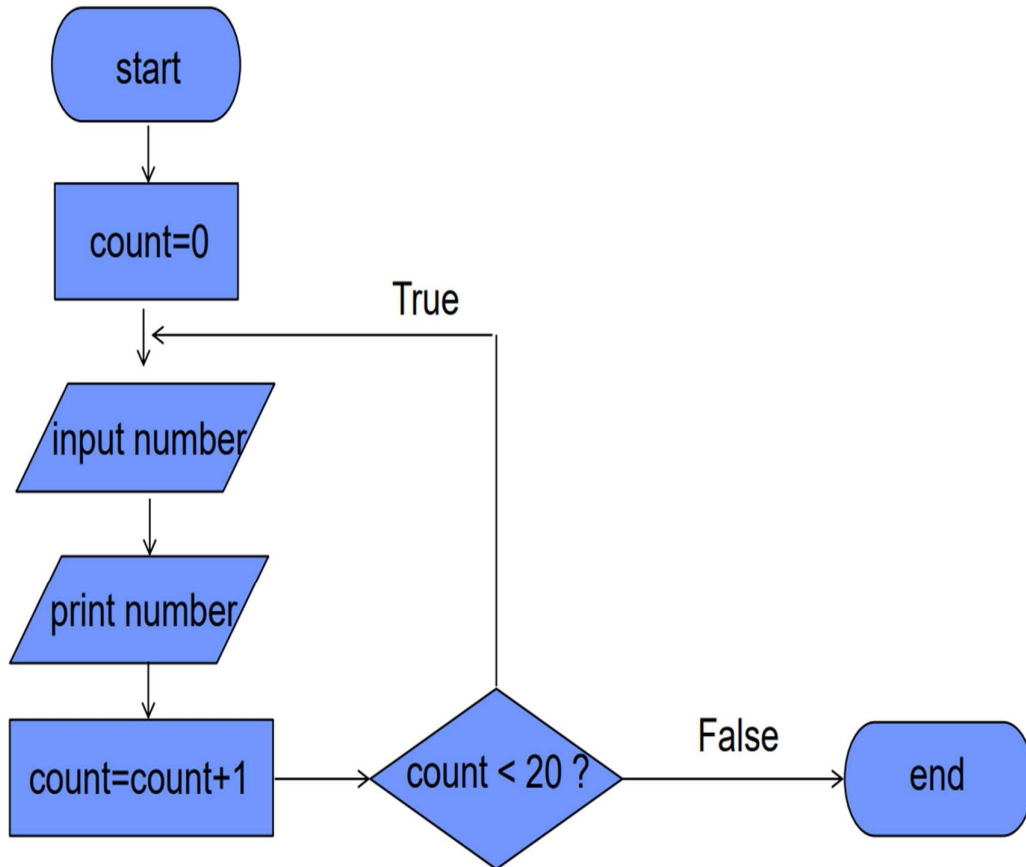 start
count=0
True
input number
print number
count=count+1
count < 20 ?
False
end